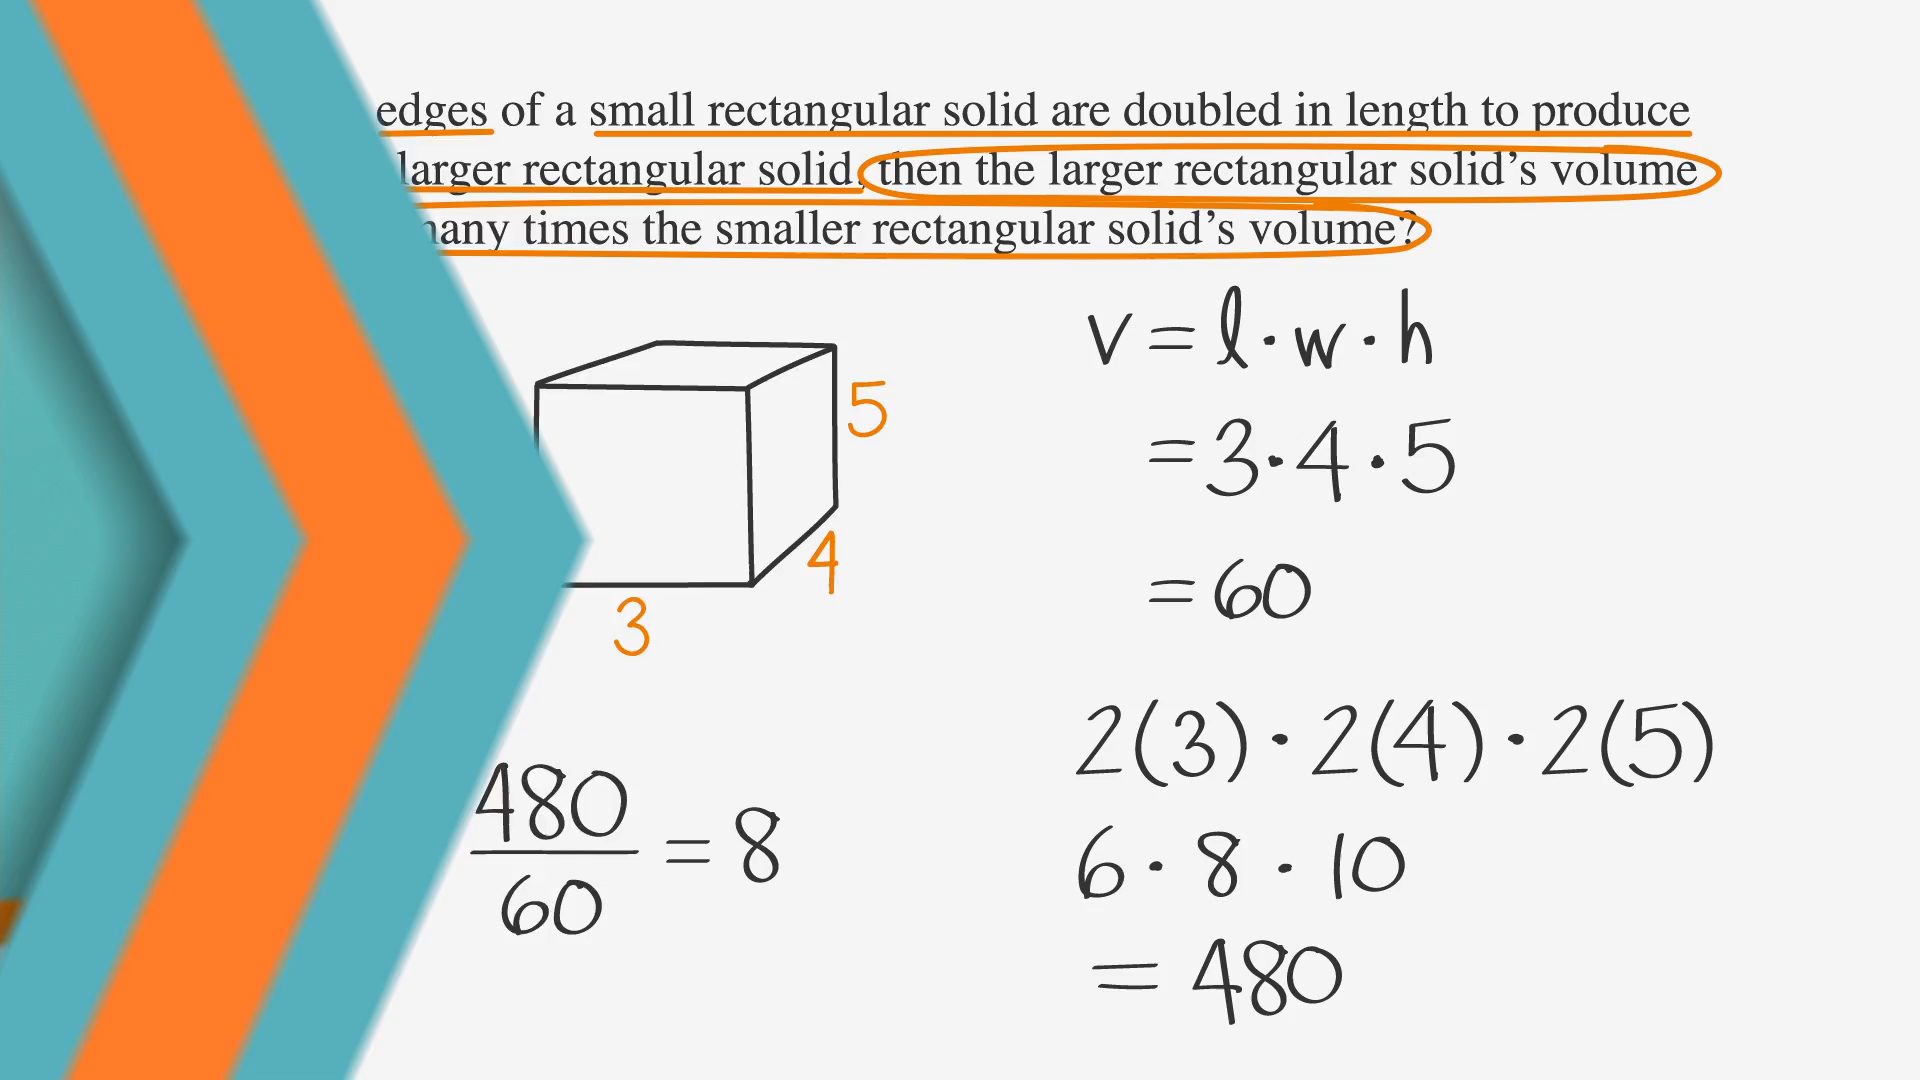 edges of a small rectangular solid are doubled in length to produce
larger rectangular solid, then the larger rectangular solid's volume
times the smaller rectangular solid's volume?
V = l · w · h
5
= 3 · 4 · 5
4
= 60
3
2(3) · 2(4) · 2(5)
480
60
= 8
6 · 8 · 10
= 480